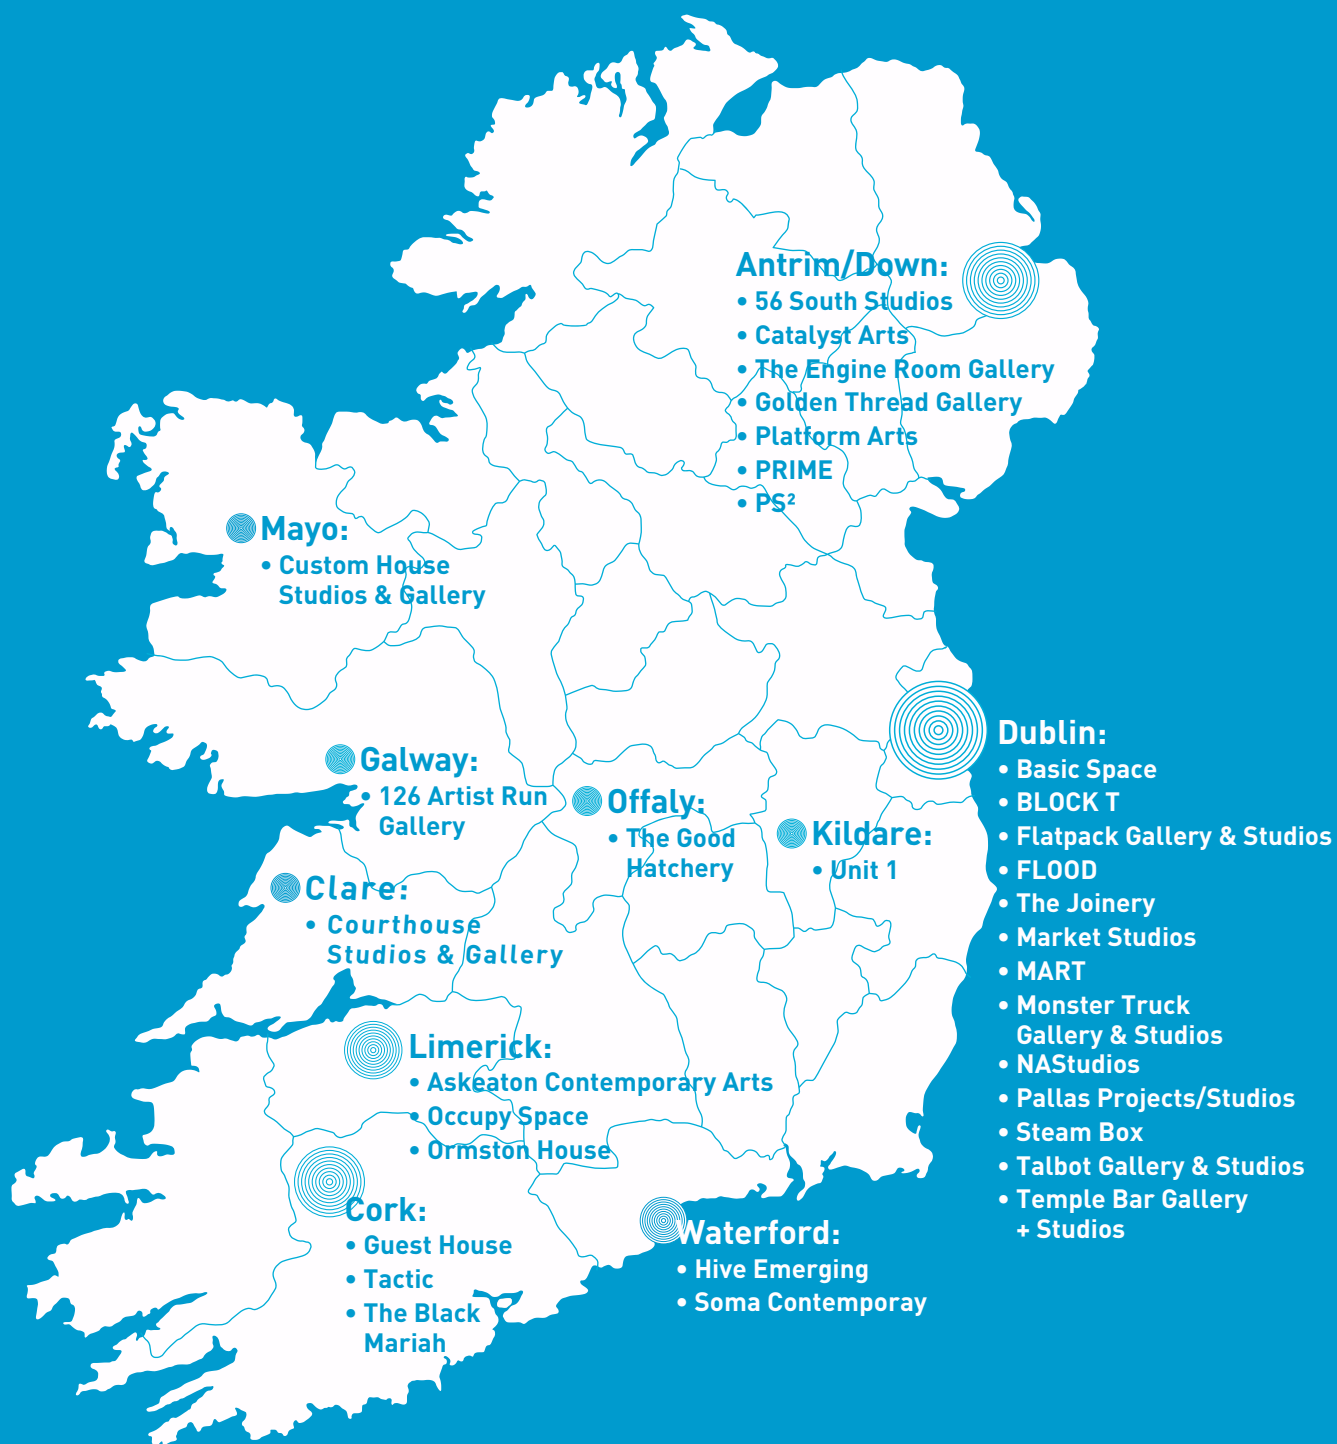 Antrim/Down:
• 56 South Studios
• Catalyst Arts
• The Engine Room Gallery
• Golden Thread Gallery
• Platform Arts
• PRIME
• PS²
Mayo:
• Custom House
Studios & Gallery
Galway:
• 126 Artist Run
Gallery
Offaly:
• The Good
Hatchery
Kildare:
• Unit 1
Dublin:
• Basic Space
• BLOCK T
• Flatpack Gallery & Studios
• FLOOD
• The Joinery
• Market Studios
• MART
• Monster Truck
Gallery & Studios
• NAStudios
• Pallas Projects/Studios
• Steam Box
• Talbot Gallery & Studios
• Temple Bar Gallery
+ Studios
Clare:
• Courthouse
Studios & Gallery
Limerick:
• Askeaton Contemporary Arts
• Occupy Space
• Ormston House
Cork:
• Guest House
• Tactic
• The Black
Mariah
Waterford:
• Hive Emerging
• Soma Contemporay